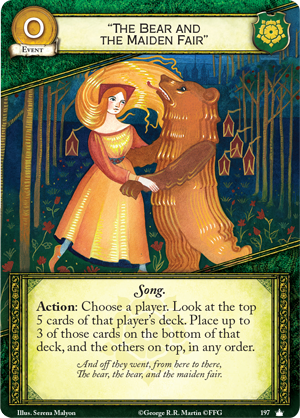 0
EVENT
“THE BEAR AND
THE MAIDEN FAIR”
Song.
Action: Choose a player. Look at the top
5 cards of that player’s deck. Place up to
3 of those cards on the bottom of that
deck, and the others on top, in any order.
And off they went, from here to there,
The bear, the bear, and the maiden fair.
Illus. Serena Malyon
©George R.R. Martin ©FFG
197